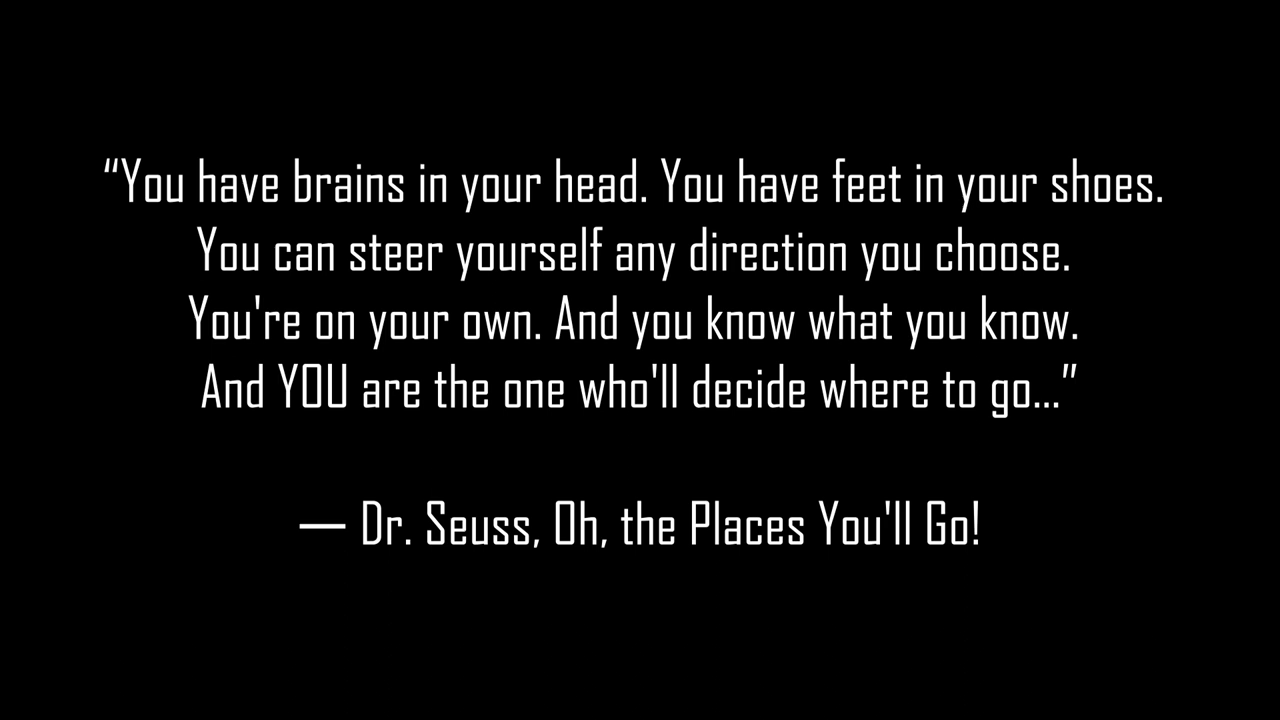 “You have brains in your head. You have feet in your shoes.
You can steer yourself any direction you choose.
You're on your own. And you know what you know.
And YOU are the one who'll decide where to go...”
— Dr. Seuss, Oh, the Places You'll Go!